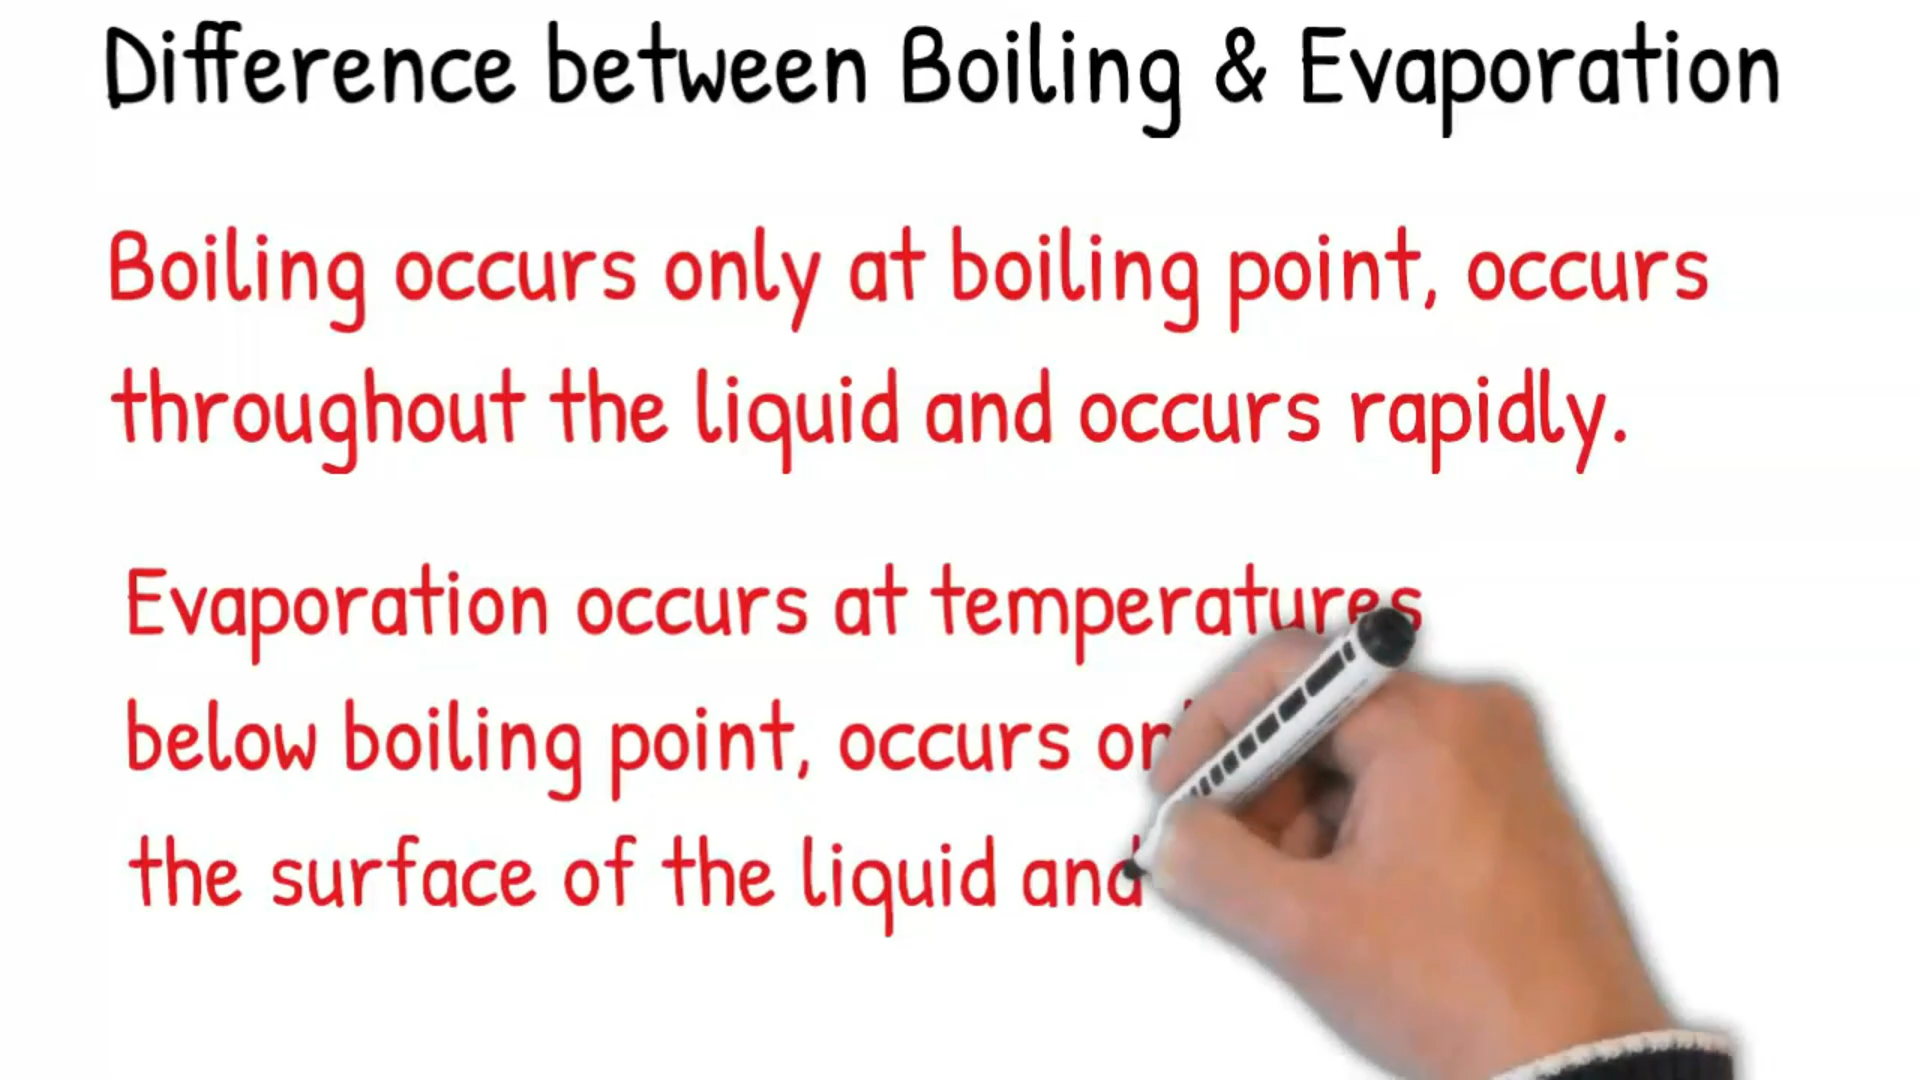 Difference between Boiling & Evaporation
Boiling occurs only at boiling point, occurs
throughout the liquid and occurs rapidly.
Evaporation occurs at temperatures
below boiling point, occurs
the surface of the liquid and